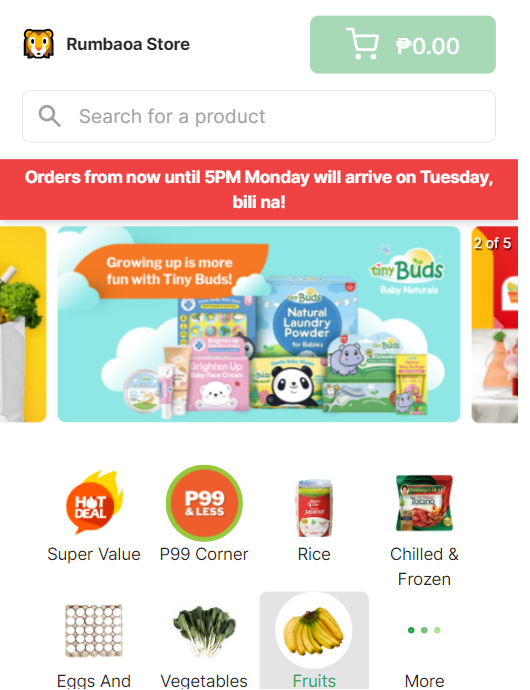 Rumbaoa Store
₱0.00
Search for a product
Orders from now until 5PM Monday will arrive on Tuesday,
bili na!
2 of 5
Growing up is more
fun with Tiny Buds!
tinyBuds
Baby Naturals
tinyBuds
Natural
Laundry
Powder
for Babies
Brighten Up
Baby Face Cream
HOT
DEAL
P99
& LESS
Tocino
Super Value
P99 Corner
Rice
Chilled &
Frozen
Eggs And
Vegetables
Fruits
More